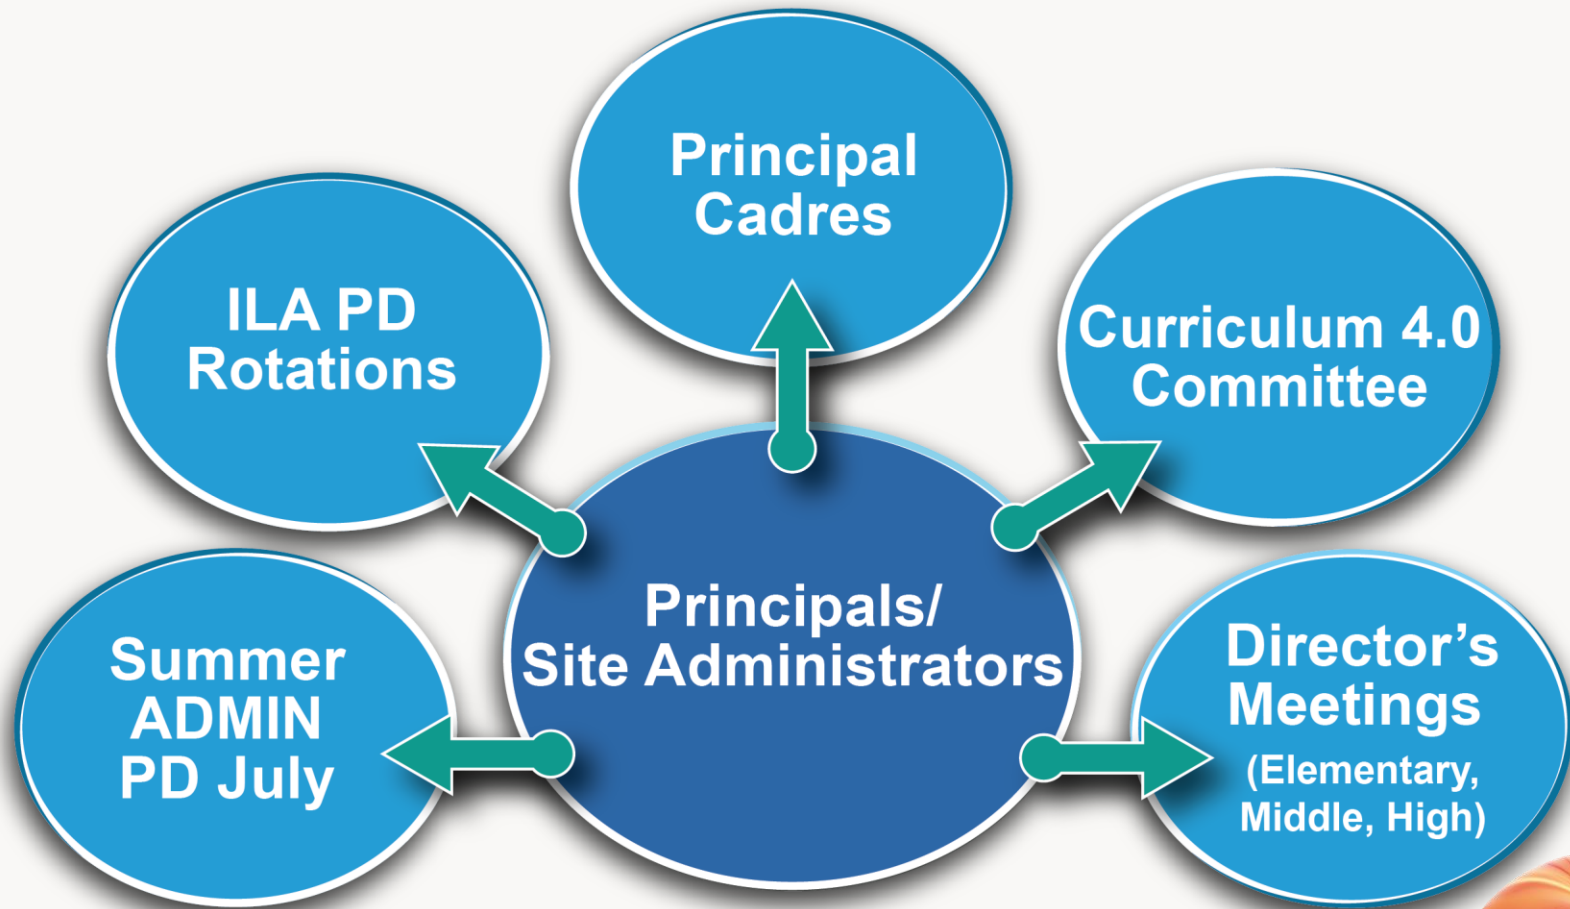 Principal
Cadres
ILA PD
Rotations
Curriculum 4.0
Committee
Principals/
Site Administrators
Summer
ADMIN
PD July
Director’s
Meetings
(Elementary,
Middle, High)